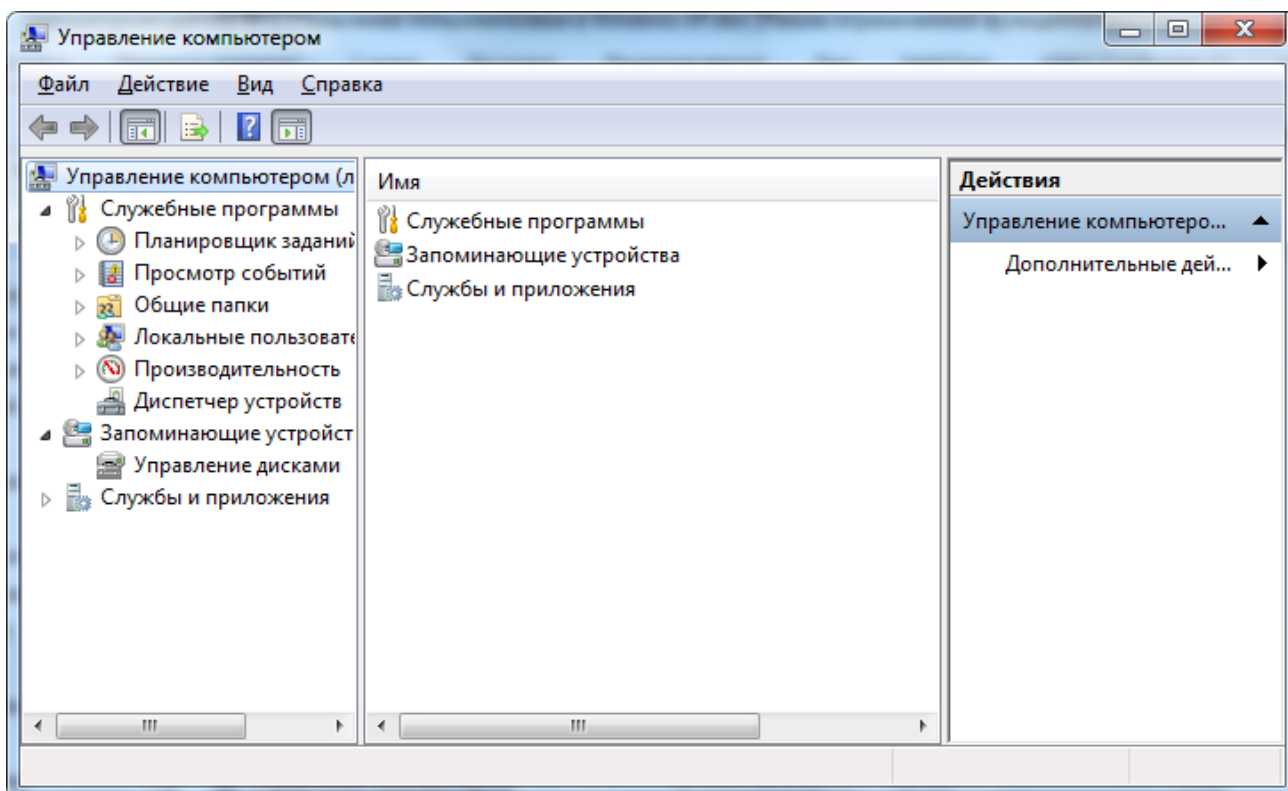 Управление компьютером
Файл Действие Вид Справка
Управление компьютером (л
Служебные программы
Планировщик заданий
Просмотр событий
Общие папки
Локальные пользовате
Производительность
Диспетчер устройств
Запоминающие устройст
Управление дисками
Службы и приложения
Имя
Служебные программы
Запоминающие устройства
Службы и приложения
Действия
Управление компьютеро...
Дополнительные дей...